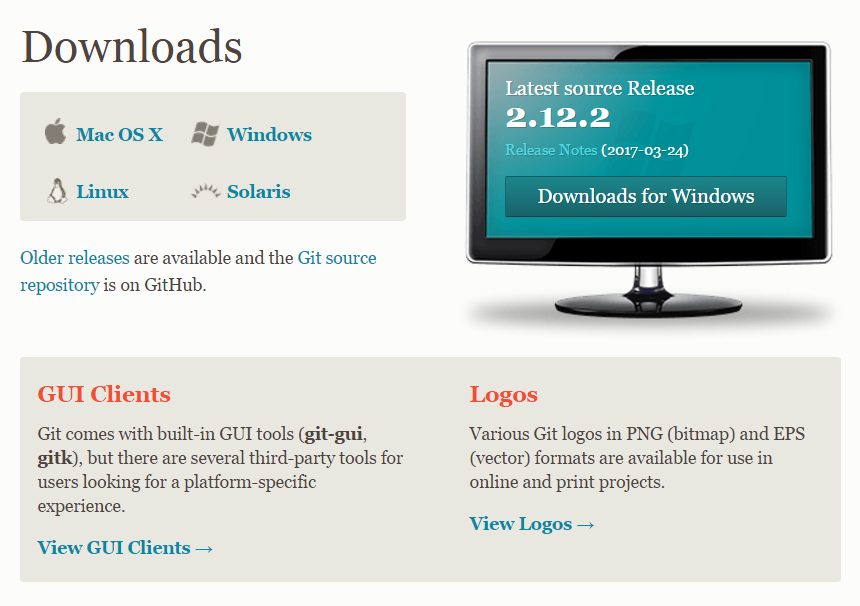 Downloads
Mac OS X
Windows
Linux
Solaris
Older releases are available and the Git source
repository is on GitHub.
Latest source Release
2.12.2
Release Notes (2017-03-24)
Downloads for Windows
GUI Clients
Git comes with built-in GUI tools (git-gui,
gitk), but there are several third-party tools for
users looking for a platform-specific
experience.
View GUI Clients →
Logos
Various Git logos in PNG (bitmap) and EPS
(vector) formats are available for use in
online and print projects.
View Logos →